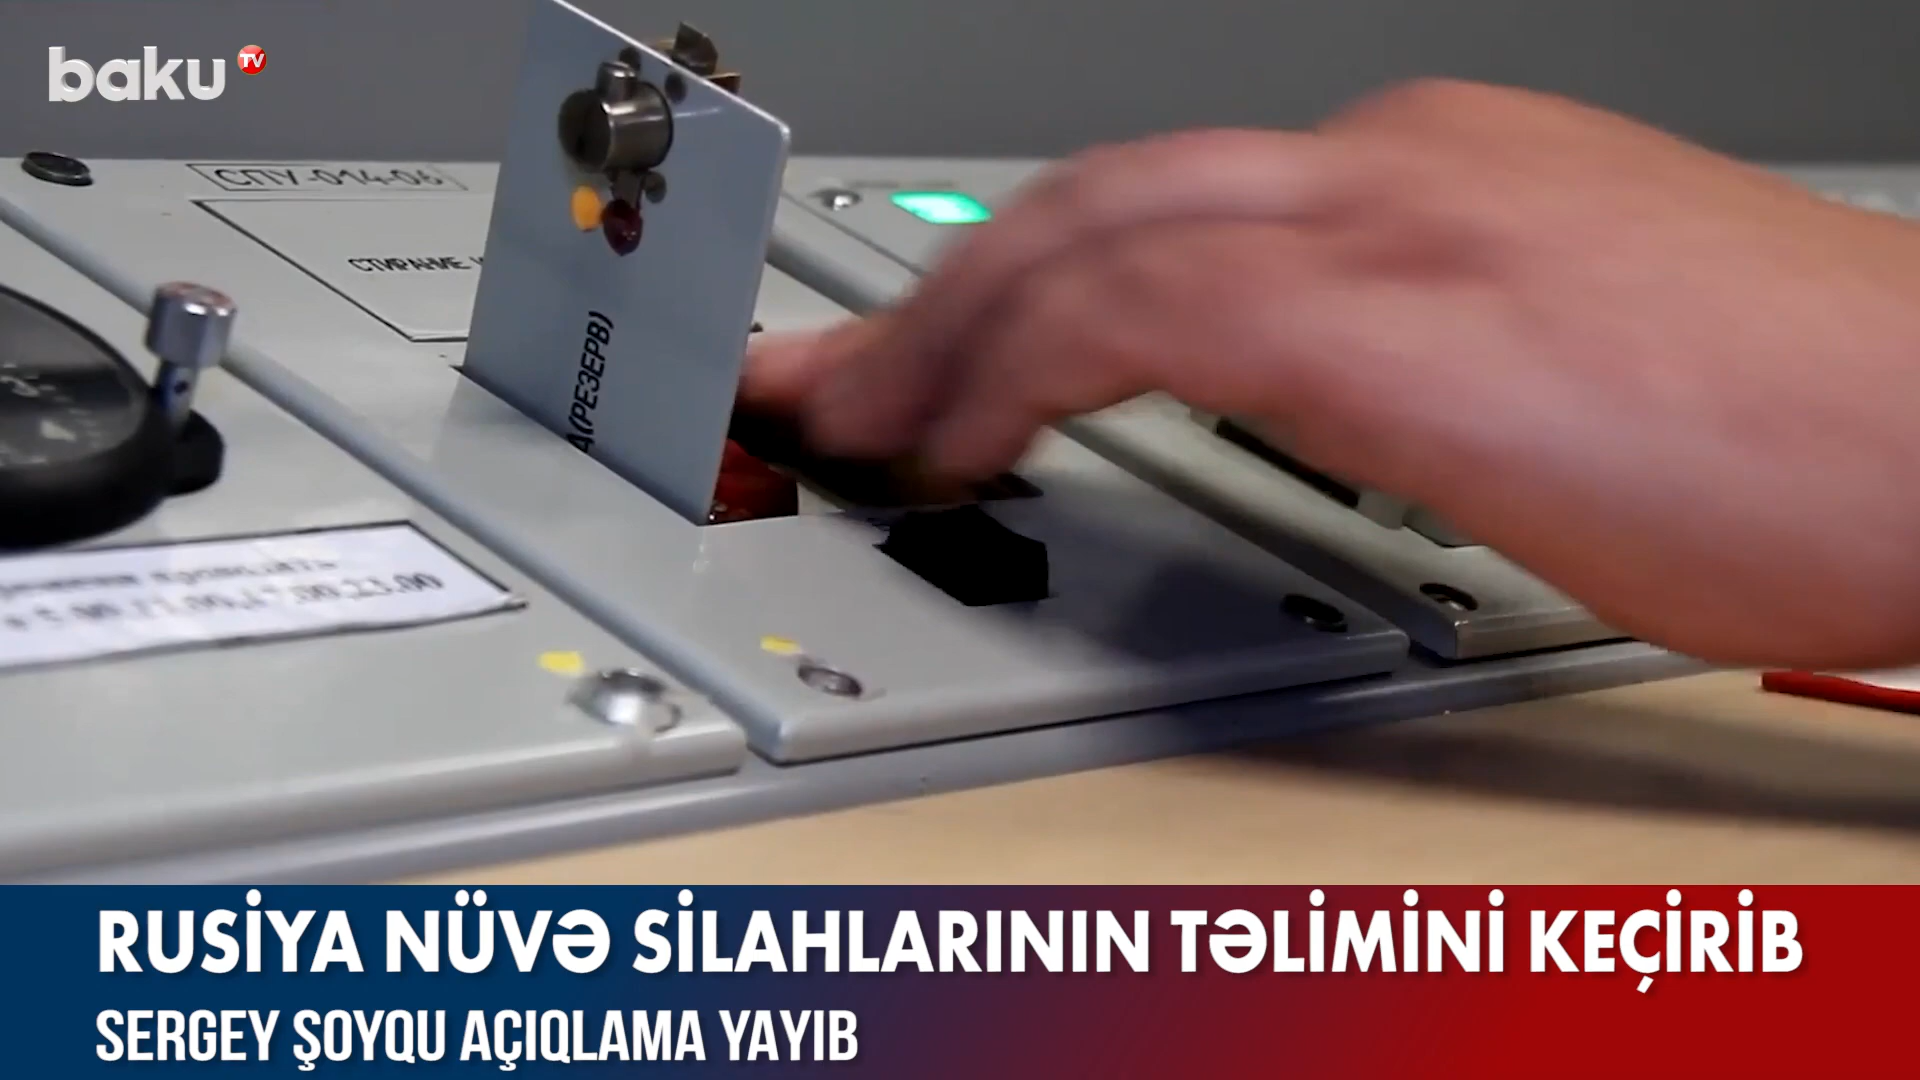 baku TV
СПУ-014-06
СТИРАНИЕ
А(РЕЗЕРВ)
RUSİYA NÜVƏ SİLAHLARININ TƏLİMİNİ KEÇİRİB
SERGEY ŞOYQU AÇIQLAMA YAYIB